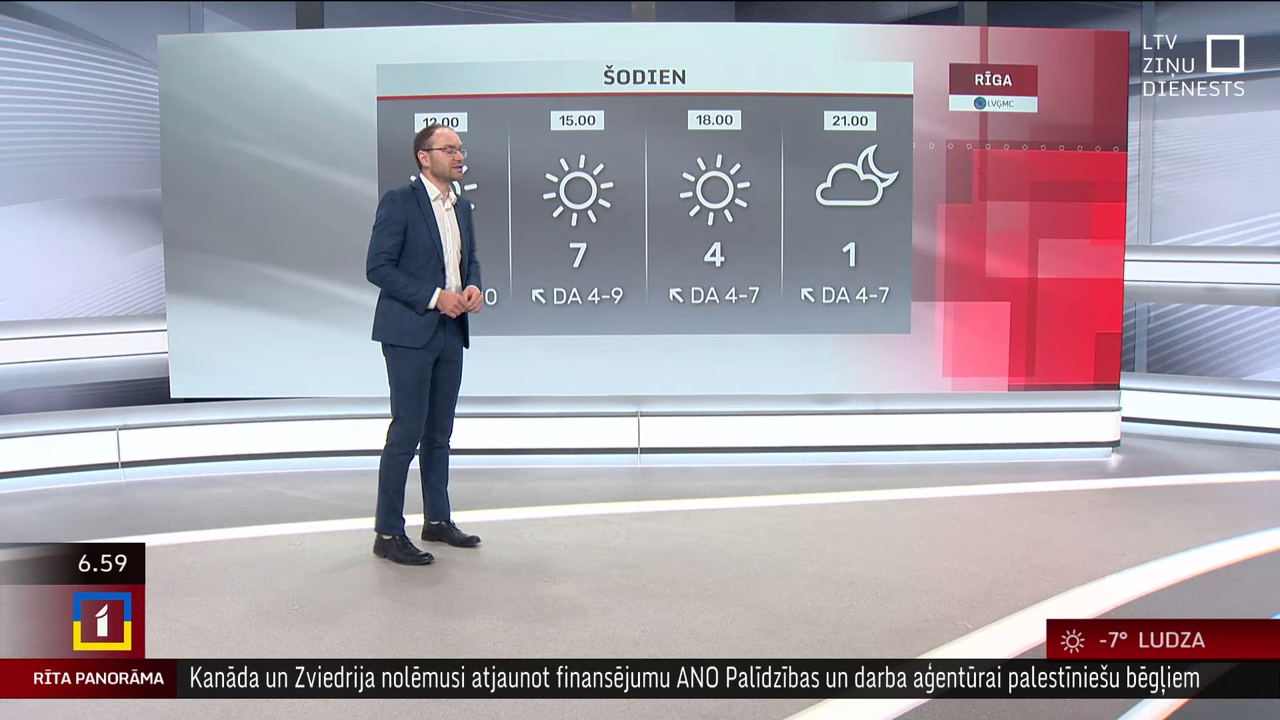 LTV
ZIŅU
DIENESTS
ŠODIEN
RĪGA
LVĢMC
12.00
15.00
18.00
21.00
7
4
1
0
DA 4-9
DA 4-7
DA 4-7
6.59
1
-7° LUDZA
RĪTA PANORĀMA
Kanāda un Zviedrija nolēmusi atjaunot finansējumu ANO Palīdzības un darba aģentūrai palestīniešu bēgļiem